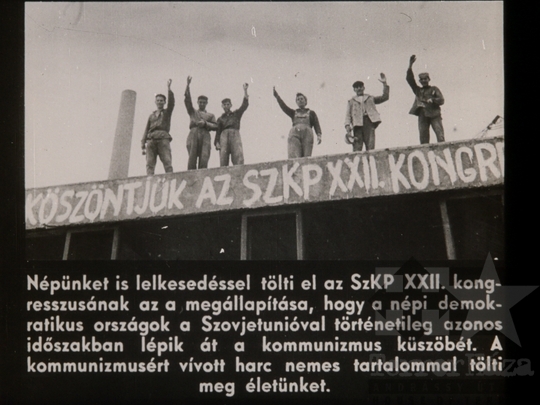 KÖSZÖNTJÜK AZ SZKP XXII. KONGRE
Népünket is lelkesedéssel tölti el az SzKP XXII. kong-
resszusának az a megállapítása, hogy a népi demok-
ratikus országok a Szovjetunióval történetileg azonos
időszakban lépik át a kommunizmus küszöbét. A
kommunizmusért vívott harc nemes tartalommal tölti
meg életünket.